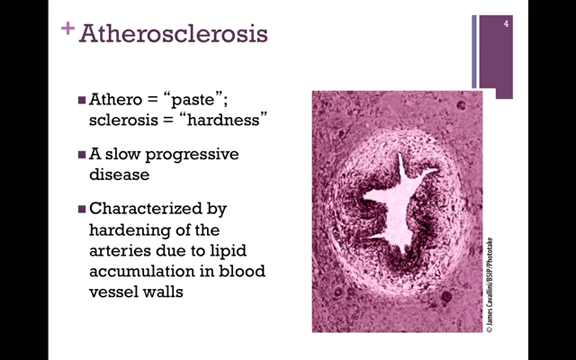 4
+ Atherosclerosis
■ Athero = “paste”;
sclerosis = “hardness”
■ A slow progressive
disease
■ Characterized by
hardening of the
arteries due to lipid
accumulation in blood
vessel walls
© James Cavallini/BSIP/Phototake